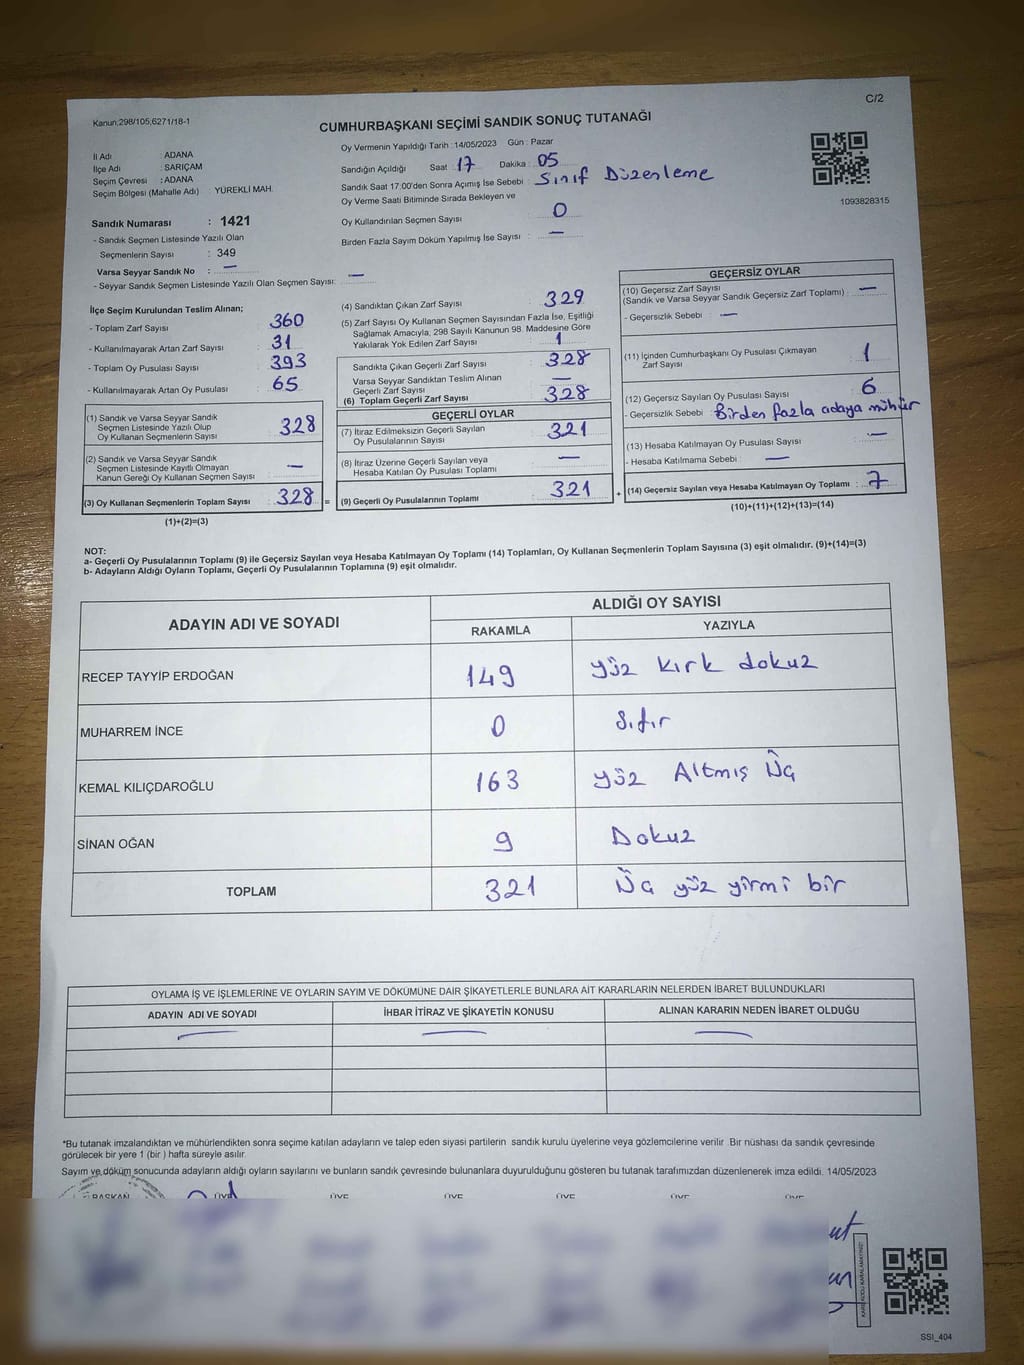 Kanun;298/105;6271/18-1
C/2
CUMHURBAŞKANI SEÇİMİ SANDIK SONUÇ TUTANAĞI
İl Adı : ADANA
İlçe Adı : SARIÇAM
Seçim Çevresi : ADANA
Seçim Bölgesi (Mahalle Adı) YÜREKLİ MAH.
Oy Vermenin Yapıldığı Tarih : 14/05/2023 Gün : Pazar
Sandığın Açıldığı Saat : 17 Dakika : 05
Sandık Saat 17:00'den Sonra Açımış İse Sebebi : Sınıf Düzenleme
Oy Verme Saati Bitiminde Sırada Bekleyen ve
Oy Kullandırılan Seçmen Sayısı : 0
Birden Fazla Sayım Döküm Yapılmış İse Sayısı : —
1093828315
Sandık Numarası : 1421
- Sandık Seçmen Listesinde Yazılı Olan
Seçmenlerin Sayısı : 349
Varsa Seyyar Sandık No : —
- Seyyar Sandık Seçmen Listesinde Yazılı Olan Seçmen Sayısı: —
İlçe Seçim Kurulundan Teslim Alınan;
- Toplam Zarf Sayısı : 360
- Kullanılmayarak Artan Zarf Sayısı : 31
- Toplam Oy Pusulası Sayısı : 393
- Kullanılmayarak Artan Oy Pusulası : 65
(1) Sandık ve Varsa Seyyar Sandık
Seçmen Listesinde Yazılı Olup
Oy Kullanan Seçmenlerin Sayısı : 328
(2) Sandık ve Varsa Seyyar Sandık
Seçmen Listesinde Kayıtlı Olmayan
Kanun Gereği Oy Kullanan Seçmen Sayısı : —
(3) Oy Kullanan Seçmenlerin Toplam Sayısı : 328 =
(1)+(2)=(3)
(4) Sandıktan Çıkan Zarf Sayısı : 329
(5) Zarf Sayısı Oy Kullanan Seçmen Sayısından Fazla İse, Eşitliği
Sağlamak Amacıyla, 298 Sayılı Kanunun 98. Maddesine Göre
Yakılarak Yok Edilen Zarf Sayısı : 1
Sandıkta Çıkan Geçerli Zarf Sayısı : 328
Varsa Seyyar Sandıktan Teslim Alınan
Geçerli Zarf Sayısı : —
(6) Toplam Geçerli Zarf Sayısı : 328
GEÇERLİ OYLAR
(7) İtiraz Edilmeksizin Geçerli Sayılan
Oy Pusulasının Sayısı : 321
(8) İtiraz Üzerine Geçerli Sayılan veya
Hesaba Katılan Oy Pusulası Toplamı : —
(9) Geçerli Oy Pusulalarının Toplamı : 321 +
GEÇERSİZ OYLAR
(10) Geçersiz Zarf Sayısı
(Sandık ve Varsa Seyyar Sandık Geçersiz Zarf Toplamı) : —
- Geçersizlik Sebebi : —
(11) İçinden Cumhurbaşkanı Oy Pusulası Çıkmayan
Zarf Sayısı : 1
(12) Geçersiz Sayılan Oy Pusulası Sayısı : 6
- Geçersizlik Sebebi : Birden fazla adaya mühür
(13) Hesaba Katılmayan Oy Pusulası Sayısı : —
- Hesaba Katılmama Sebebi : —
(14) Geçersiz Sayılan veya Hesaba Katılmayan Oy Toplamı : 7
(10)+(11)+(12)+(13)=(14)
NOT:
a- Geçerli Oy Pusulalarının Toplamı (9) ile Geçersiz Sayılan veya Hesaba Katılmayan Oy Toplamı (14) Toplamları, Oy Kullanan Seçmenlerin Toplam Sayısına (3) eşit olmalıdır. (9)+(14)=(3)
b- Adayların Aldığı Oyların Toplamı, Geçerli Oy Pusulalarının Toplamına (9) eşit olmalıdır.
ADAYIN ADI VE SOYADI ALDIĞI OY SAYISI
RAKAMLA YAZIYLA
RECEP TAYYİP ERDOĞAN 149 yüz kırk dokuz
MUHARREM İNCE 0 Sıfır
KEMAL KILIÇDAROĞLU 163 yüz Altmış Üç
SİNAN OĞAN 9 Dokuz
TOPLAM 321 Üç yüz yirmi bir
OYLAMA İŞ VE İŞLEMLERİNE VE OYLARIN SAYIM VE DÖKÜMÜNE DAİR ŞİKAYETLERLE BUNLARA AİT KARARLARIN NELERDEN İBARET BULUNDUKLARI
ADAYIN ADI VE SOYADI İHBAR İTİRAZ VE ŞİKAYETİN KONUSU ALINAN KARARIN NEDEN İBARET OLDUĞU
— — —
*Bu tutanak imzalandıktan ve mühürlendikten sonra seçime katılan adayların ve talep eden siyasi partilerin sandık kurulu üyelerine veya gözlemcilerine verilir .Bir nüshası da sandık çevresinde
görülecek bir yere 1 (bir ) hafta süreyle asılır.
Sayım ve döküm sonucunda adayların aldığı oyların sayılarını ve bunların sandık çevresinde bulunanlara duyurulduğunu gösteren bu tutanak tarafımızdan düzenlenerek imza edildi. 14/05/2023
BAŞKAN ÜYE ÜYE ÜYE ÜYE ÜYE ÜYE
KARE KODU KARALAMAYINIZ!
SSI_404